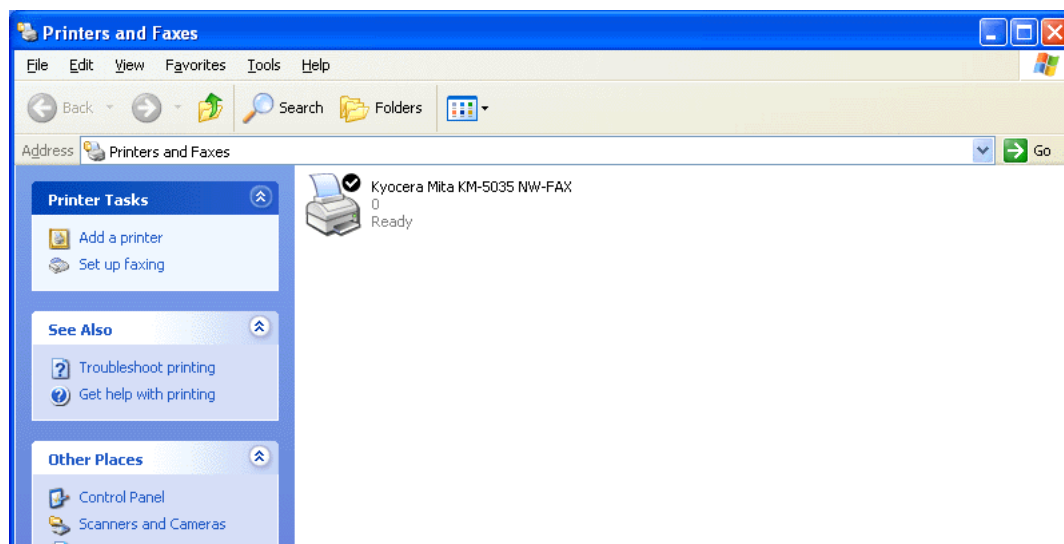 Printers and Faxes
File Edit View Favorites Tools Help
Back Search Folders
Address Printers and Faxes Go
Printer Tasks
Add a printer
Set up faxing
See Also
Troubleshoot printing
Get help with printing
Other Places
Control Panel
Scanners and Cameras
Kyocera Mita KM-5035 NW-FAX
0
Ready